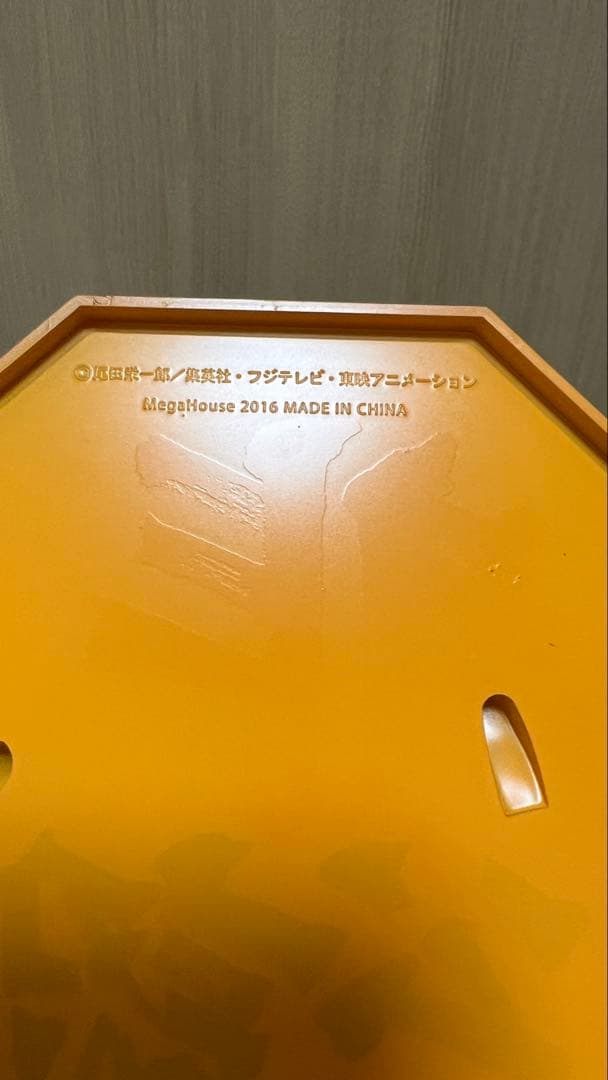 ©尾田栄一郎／集英社・フジテレビ・東映アニメーション
MegaHouse 2016 MADE IN CHINA